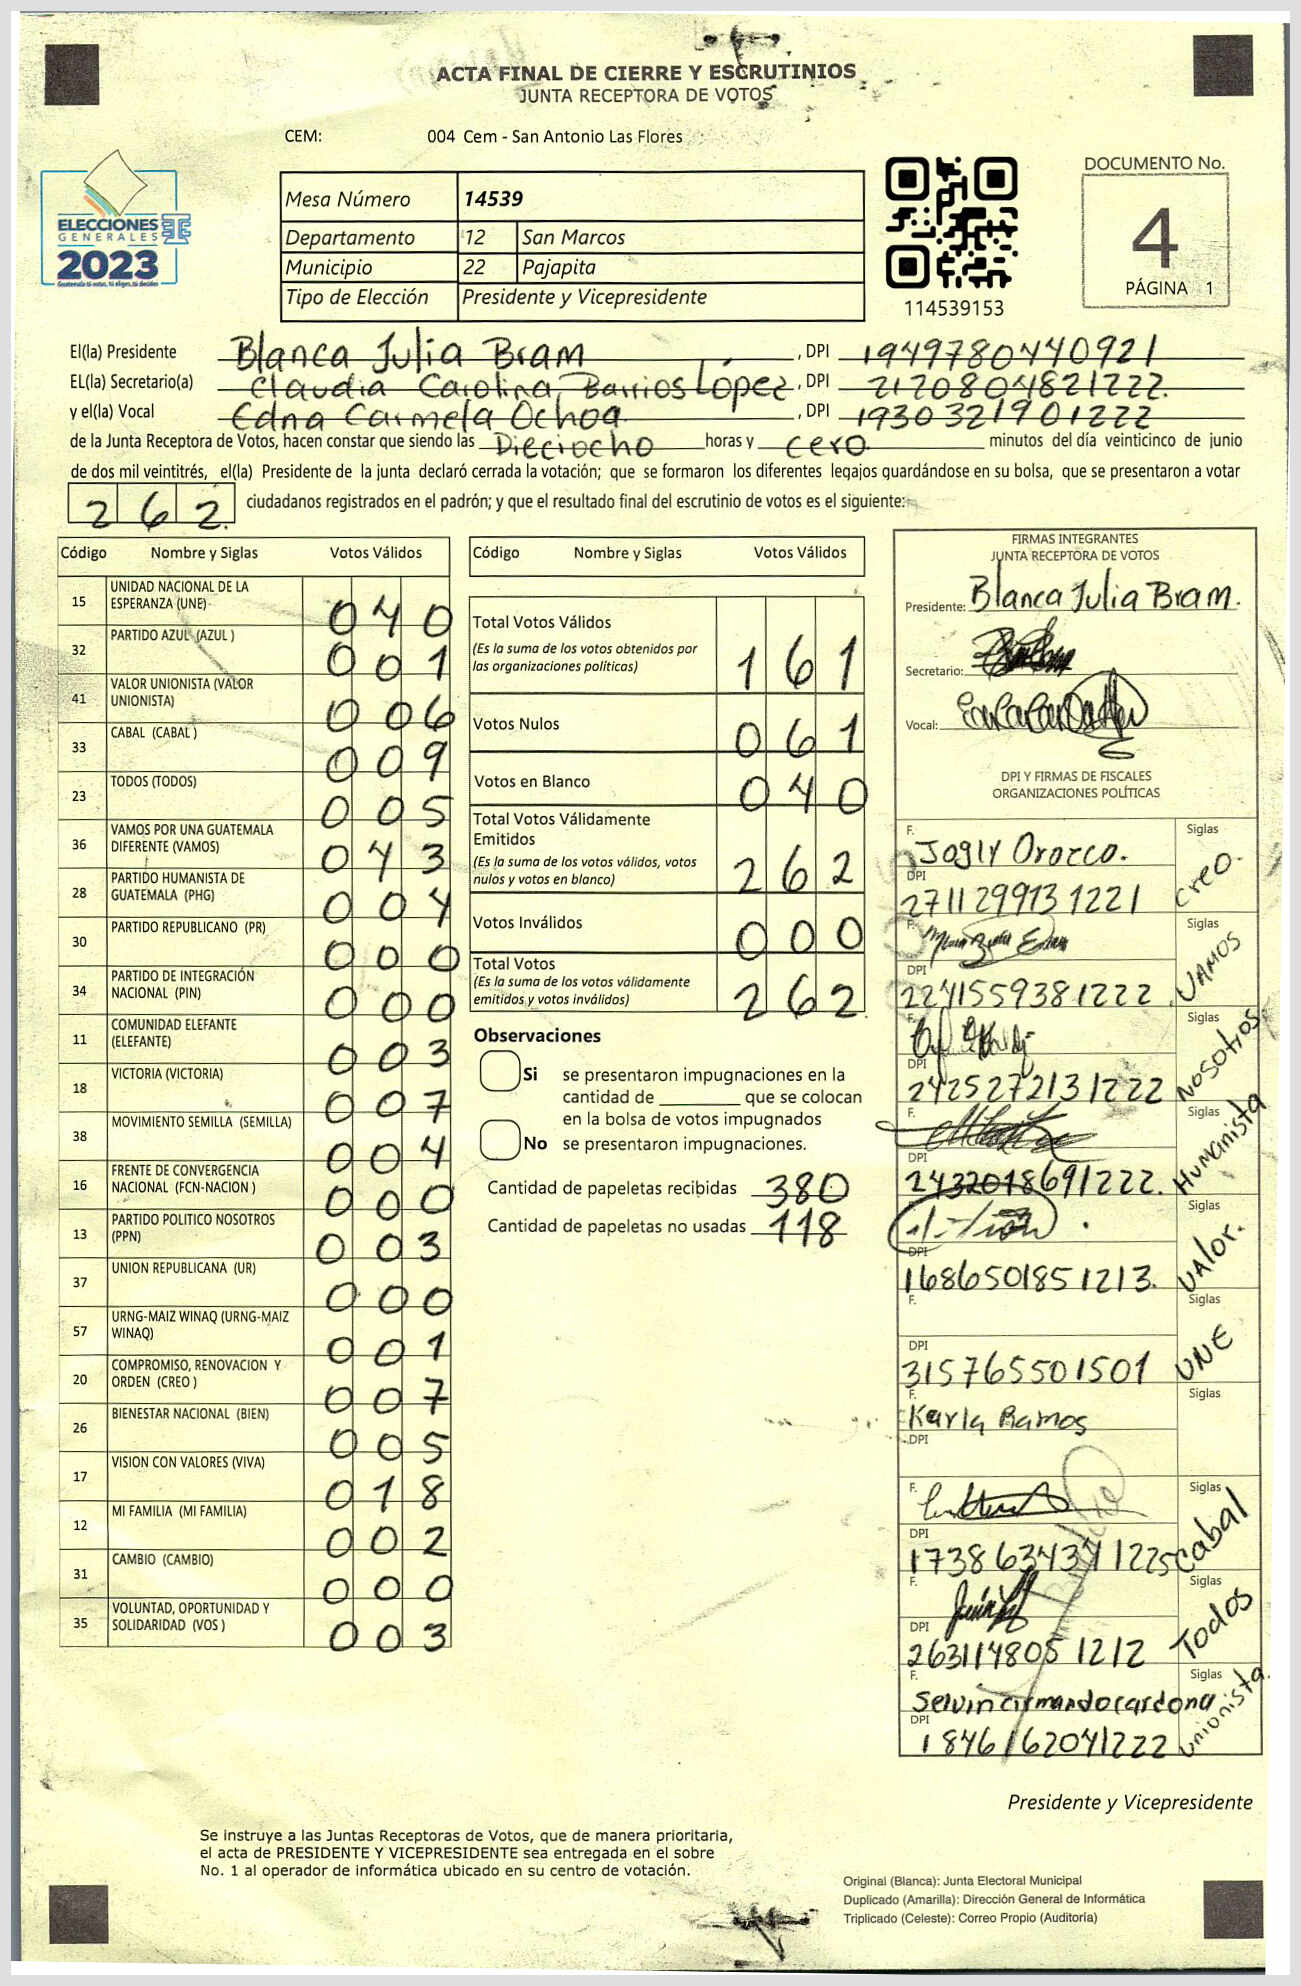 ACTA FINAL DE CIERRE Y ESCRUTINIOS
JUNTA RECEPTORA DE VOTOS
CEM: 004 Cem - San Antonio Las Flores
ELECCIONES
GENERALES
2023
Guatemala tú votas, tú eliges, tú decides
Mesa Número 14539
Departamento 12 San Marcos
Municipio 22 Pajapita
Tipo de Elección Presidente y Vicepresidente
114539153
DOCUMENTO No.
4
PÁGINA 1
El(la) Presidente Blanca Julia Bram , DPI 1949780440921
EL(la) Secretario(a) Claudia Carolina Barrios López , DPI 2120804821222.
y el(la) Vocal Edna Carmela Ochoa , DPI 1930321901222
de la Junta Receptora de Votos, hacen constar que siendo las Dieciocho horas y cero minutos del día veinticinco de junio
de dos mil veintitrés, el(la) Presidente de la junta declaró cerrada la votación; que se formaron los diferentes legajos guardándose en su bolsa, que se presentaron a votar
262. ciudadanos registrados en el padrón; y que el resultado final del escrutinio de votos es el siguiente:
Código Nombre y Siglas Votos Válidos
15 UNIDAD NACIONAL DE LA ESPERANZA (UNE) 040
32 PARTIDO AZUL (AZUL ) 001
41 VALOR UNIONISTA (VALOR UNIONISTA) 006
33 CABAL (CABAL ) 009
23 TODOS (TODOS) 005
36 VAMOS POR UNA GUATEMALA DIFERENTE (VAMOS) 043
28 PARTIDO HUMANISTA DE GUATEMALA (PHG) 004
30 PARTIDO REPUBLICANO (PR) 000
34 PARTIDO DE INTEGRACIÓN NACIONAL (PIN) 000
11 COMUNIDAD ELEFANTE (ELEFANTE) 003
18 VICTORIA (VICTORIA) 007
38 MOVIMIENTO SEMILLA (SEMILLA) 004
16 FRENTE DE CONVERGENCIA NACIONAL (FCN-NACION ) 000
13 PARTIDO POLITICO NOSOTROS (PPN) 003
37 UNION REPUBLICANA (UR) 000
57 URNG-MAIZ WINAQ (URNG-MAIZ WINAQ) 001
20 COMPROMISO, RENOVACION Y ORDEN (CREO ) 007
26 BIENESTAR NACIONAL (BIEN) 005
17 VISION CON VALORES (VIVA) 018
12 MI FAMILIA (MI FAMILIA) 002
31 CAMBIO (CAMBIO) 000
35 VOLUNTAD, OPORTUNIDAD Y SOLIDARIDAD (VOS ) 003
Código Nombre y Siglas Votos Válidos
Total Votos Válidos 161
(Es la suma de los votos obtenidos por
las organizaciones políticas)
Votos Nulos 061
Votos en Blanco 040
Total Votos Válidamente
Emitidos 262
(Es la suma de los votos válidos, votos
nulos y votos en blanco)
Votos Inválidos 000
Total Votos 262.
(Es la suma de los votos válidamente
emitidos y votos inválidos)
Observaciones
Si se presentaron impugnaciones en la
cantidad de ________ que se colocan
en la bolsa de votos impugnados
No se presentaron impugnaciones.
Cantidad de papeletas recibidas 380
Cantidad de papeletas no usadas 118
FIRMAS INTEGRANTES
JUNTA RECEPTORA DE VOTOS
Presidente: Blanca Julia Bram.
Secretario:
Vocal:
DPI Y FIRMAS DE FISCALES
ORGANIZACIONES POLÍTICAS
F. Jogly Orozco. Siglas creo.
DPI 2711299131221
F. Siglas VAMOS
DPI 2241559381222
F. Siglas Nosotros
DPI 2425272131222
F. Siglas Humanista
DPI 2432018691222.
F. Siglas valor.
DPI 1686501851213.
F. Siglas UNE
DPI 315765501501
F. Karla Ramos Siglas
DPI
F. Siglas Cabal
DPI 1738634371225
F. Siglas Todos
DPI 2631148051212
F. Selvin armando cardona Siglas unionista.
DPI 1846162041222
Presidente y Vicepresidente
Se instruye a las Juntas Receptoras de Votos, que de manera prioritaria,
el acta de PRESIDENTE Y VICEPRESIDENTE sea entregada en el sobre
No. 1 al operador de informática ubicado en su centro de votación.
Original (Blanca): Junta Electoral Municipal
Duplicado (Amarilla): Dirección General de Informática
Triplicado (Celeste): Correo Propio (Auditoría)